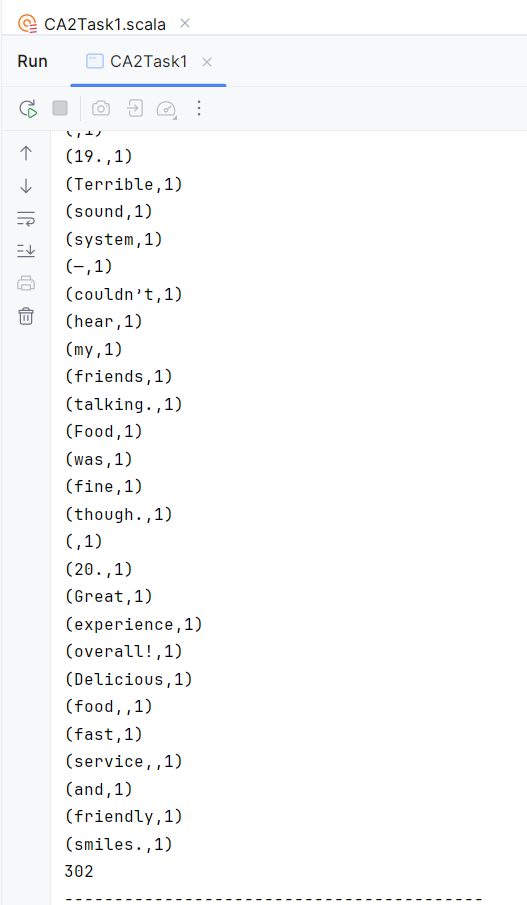 CA2Task1.scala
Run CA2Task1
(,1)
(19.,1)
(Terrible,1)
(sound,1)
(system,1)
(—,1)
(couldn’t,1)
(hear,1)
(my,1)
(friends,1)
(talking.,1)
(Food,1)
(was,1)
(fine,1)
(though.,1)
(,1)
(20.,1)
(Great,1)
(experience,1)
(overall!,1)
(Delicious,1)
(food,,1)
(fast,1)
(service,,1)
(and,1)
(friendly,1)
(smiles.,1)
302
------------------------------------------